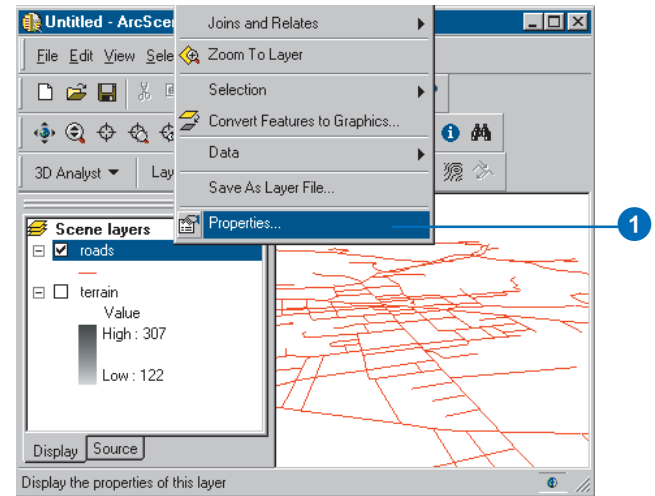 Untitled - ArcScen
File Edit View Sele
3D Analyst
Lay
Joins and Relates
Zoom To Layer
Selection
Convert Features to Graphics...
Data
Save As Layer File...
Properties...
1
Scene layers
roads
terrain
Value
High : 307
Low : 122
Display
Source
Display the properties of this layer